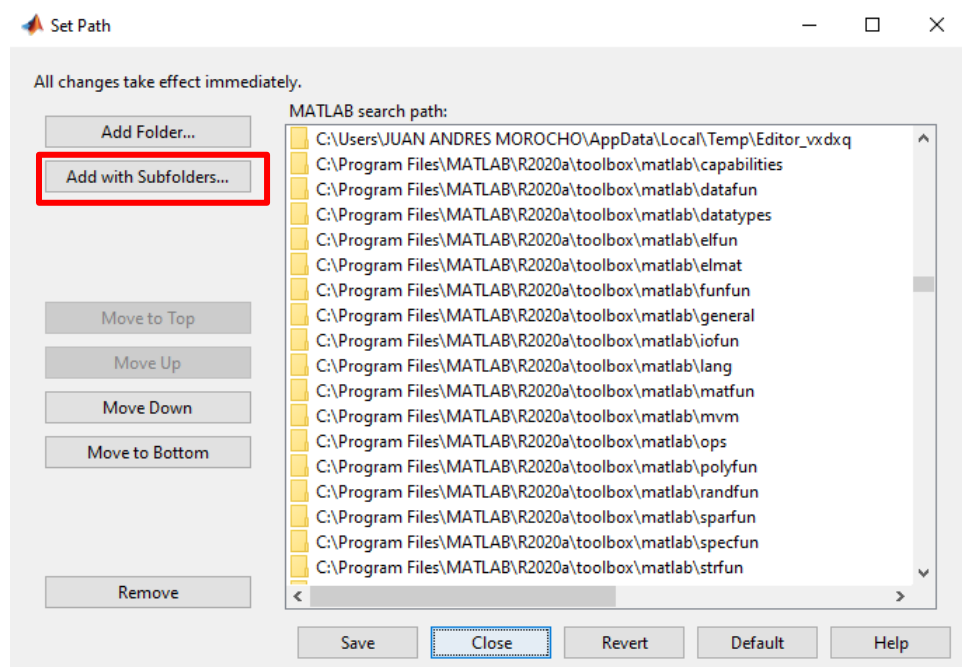 Set Path
All changes take effect immediately.
MATLAB search path:
Add Folder...
Add with Subfolders...
Move to Top
Move Up
Move Down
Move to Bottom
Remove
C:\Users\JUAN ANDRES MOROCHO\AppData\Local\Temp\Editor_vxdxq
C:\Program Files\MATLAB\R2020a\toolbox\matlab\capabilities
C:\Program Files\MATLAB\R2020a\toolbox\matlab\datafun
C:\Program Files\MATLAB\R2020a\toolbox\matlab\datatypes
C:\Program Files\MATLAB\R2020a\toolbox\matlab\elfun
C:\Program Files\MATLAB\R2020a\toolbox\matlab\elmat
C:\Program Files\MATLAB\R2020a\toolbox\matlab\funfun
C:\Program Files\MATLAB\R2020a\toolbox\matlab\general
C:\Program Files\MATLAB\R2020a\toolbox\matlab\iofun
C:\Program Files\MATLAB\R2020a\toolbox\matlab\lang
C:\Program Files\MATLAB\R2020a\toolbox\matlab\matfun
C:\Program Files\MATLAB\R2020a\toolbox\matlab\mvm
C:\Program Files\MATLAB\R2020a\toolbox\matlab\ops
C:\Program Files\MATLAB\R2020a\toolbox\matlab\polyfun
C:\Program Files\MATLAB\R2020a\toolbox\matlab\randfun
C:\Program Files\MATLAB\R2020a\toolbox\matlab\sparfun
C:\Program Files\MATLAB\R2020a\toolbox\matlab\specfun
C:\Program Files\MATLAB\R2020a\toolbox\matlab\strfun
Save
Close
Revert
Default
Help